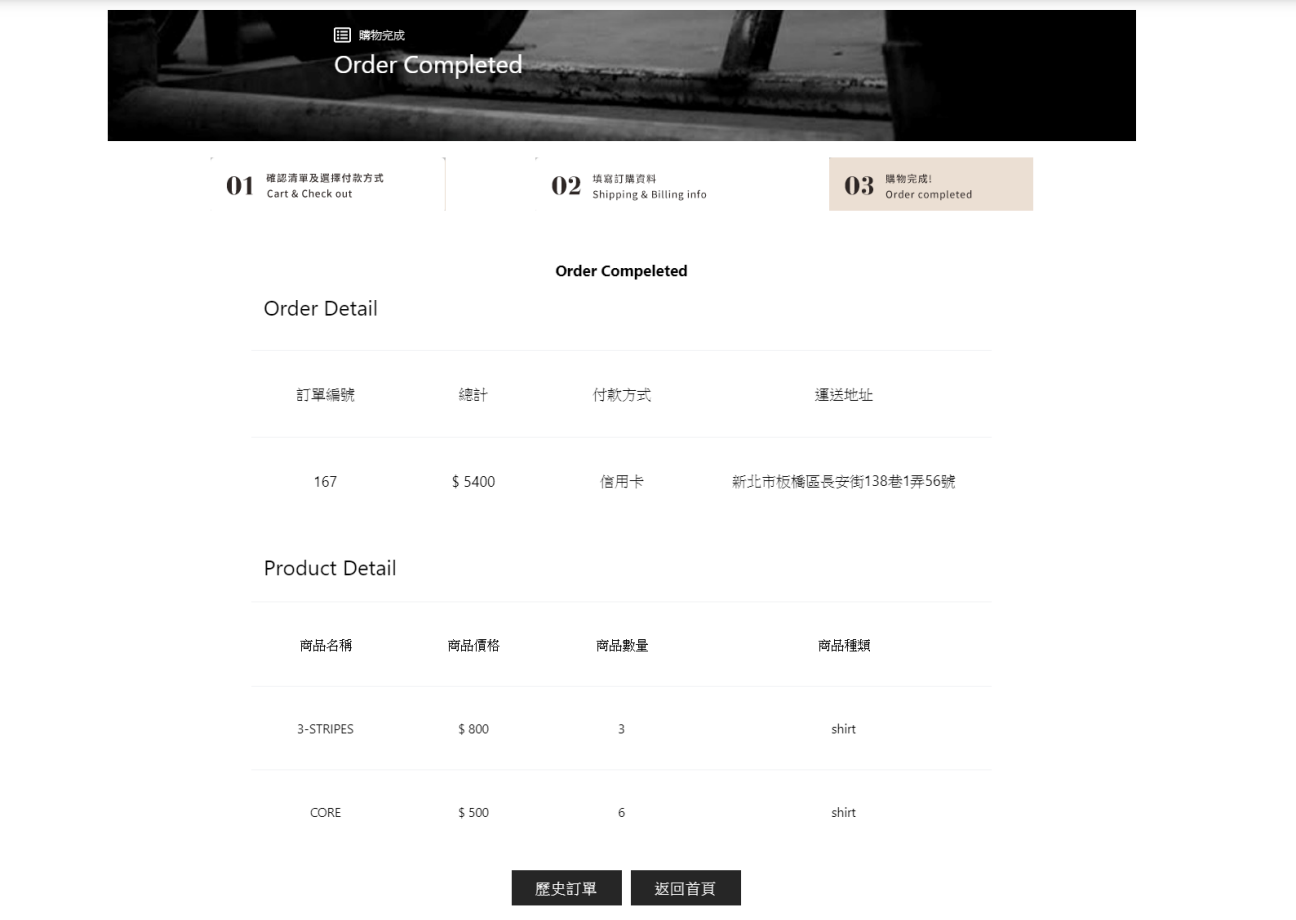 購物完成
Order Completed
01 確認清單及選擇付款方式
Cart & Check out
02 填寫訂購資料
Shipping & Billing info
03 購物完成!
Order completed
Order Compeleted
Order Detail
訂單編號 總計 付款方式 運送地址
167 $ 5400 信用卡 新北市板橋區長安街138巷1弄56號
Product Detail
商品名稱 商品價格 商品數量 商品種類
3-STRIPES $ 800 3 shirt
CORE $ 500 6 shirt
歷史訂單 返回首頁